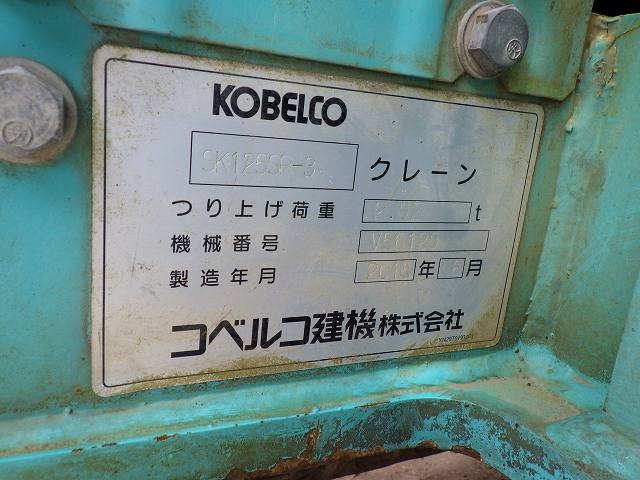 KOBELCO
SK125SR-3 クレーン
つり上げ荷重 t
機械番号
製造年月 年 月
コベルコ建機株式会社